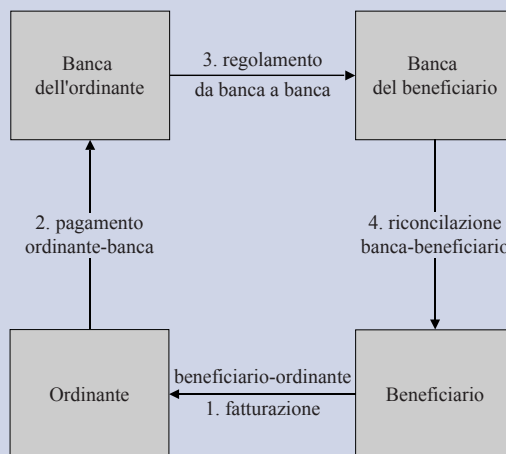 Banca
dell'ordinante
3. regolamento
da banca a banca
Banca
del beneficiario
2. pagamento
ordinante-banca
4. riconcilazione
banca-beneficiario
Ordinante
beneficiario-ordinante
1. fatturazione
Beneficiario